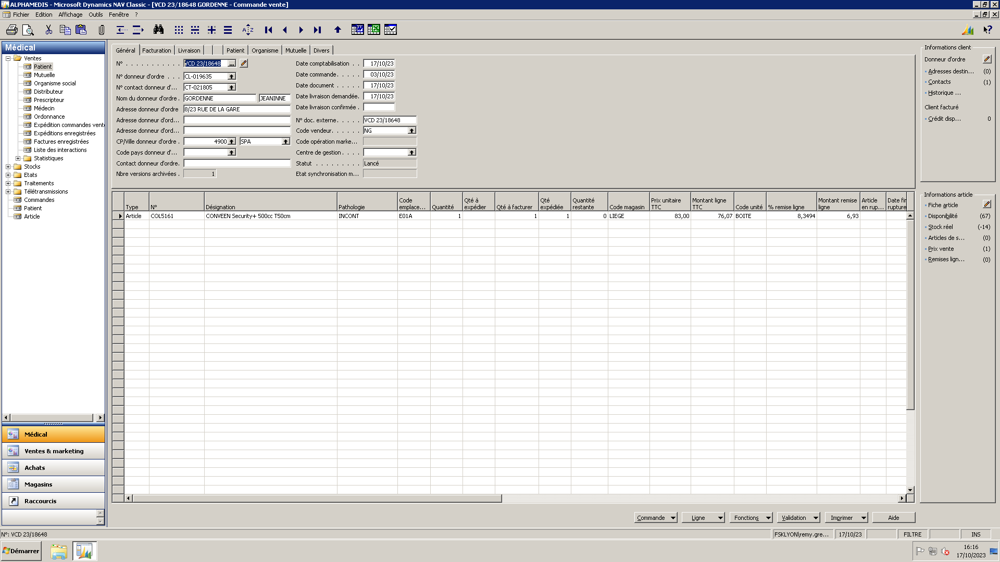 ALPHAMEDIS - Microsoft Dynamics NAV Classic - [VCD 23/18648 GORDENNE - Commande vente]
Fichier Edition Affichage Outils Fenêtre ?
Médical
Ventes
Patient
Mutuelle
Organisme social
Distributeur
Prescripteur
Médecin
Ordonnance
Expédition commandes vent
Expéditions enregistrées
Factures enregistrées
Liste des interactions
Statistiques
Stocks
Etats
Traitements
Télétransmissions
Commandes
Patient
Article
Médical
Ventes & marketing
Achats
Magasins
Raccourcis
Général Facturation Livraison Patient Organisme Mutuelle Divers
N° . . . . . . . . . . . VCD 23/18648 ...
N° donneur d'ordre . . . CL-019635
N° contact donneur d'... CT-021805
Nom du donneur d'ordre . GORDENNE JEANINNE
Adresse donneur d'ordre 8/23 RUE DE LA GARE
Adresse donneur d'ord...
Adresse donneur d'ord...
CP/Ville donneur d'ordre . 4900 SPA
Code pays donneur d'...
Contact donneur d'ordre.
Nbre versions archivées . 1
Date comptabilisation . . 17/10/23
Date commande. . . . . 03/10/23
Date document . . . . . 17/10/23
Date livraison demandée. 17/10/23
Date livraison confirmée .
N° doc. externe. . . . . VCD 23/18648
Code vendeur. . . . . . NG
Code opération marke...
Centre de gestion . . . .
Statut . . . . . . . . . Lancé
Etat synchronisation m...
Type N° Désignation Pathologie Code emplace... Quantité Qté à expédier Qté à facturer Qté expédiée Quantité restante Code magasin Prix unitaire TTC Montant ligne TTC Code unité % remise ligne Montant remise ligne Article en rup... Date fin rupture
Article COL5161 CONVEEN Security+ 500cc T50cm INCONT E01A 1 1 1 0 LIEGE 83,00 76,07 BOITE 8,3494 6,93
Informations client
Donneur d'ordre
Adresses destin... (0)
Contacts (1)
Historique ...
Client facturé
Crédit disp... 0
Informations article
Fiche article
Disponibilité (67)
Stock réel (-14)
Articles de s... (0)
Prix vente (1)
Remises lign... (0)
Commande Ligne Fonctions Validation Imprimer Aide
N°: VCD 23/18648 FSKLYON\remy.gre... 17/10/23 FILTRE INS
Démarrer
16:16
17/10/2023